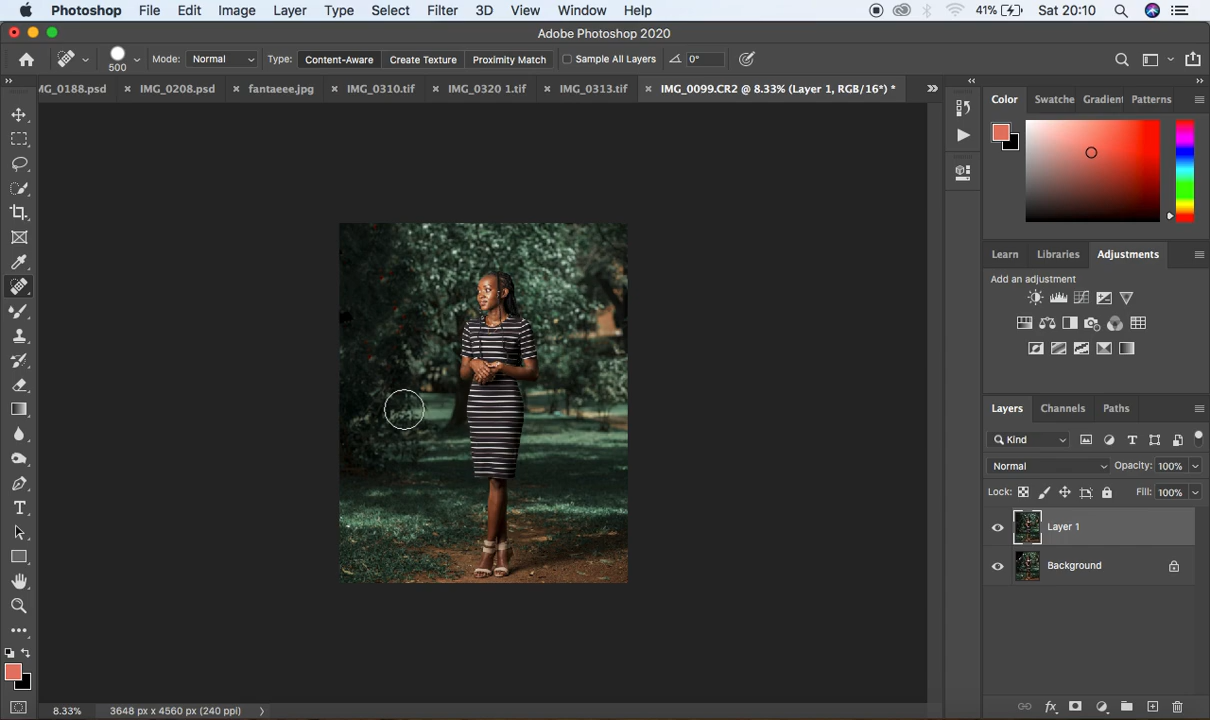 Photoshop File Edit Image Layer Type Select Filter 3D View Window Help 41% Sat 20:10
Adobe Photoshop 2020
500 Mode: Normal Type: Content-Aware Create Texture Proximity Match Sample All Layers 0°
MG_0188.psd × IMG_0208.psd × fantaeee.jpg × IMG_0310.tif × IMG_0320 1.tif × IMG_0313.tif × IMG_0099.CR2 @ 8.33% (Layer 1, RGB/16*) *
Color Swatche Gradien Patterns
Learn Libraries Adjustments
Add an adjustment
Layers Channels Paths
Kind
Normal Opacity: 100%
Lock: Fill: 100%
Layer 1
Background
8.33% 3648 px x 4560 px (240 ppi)